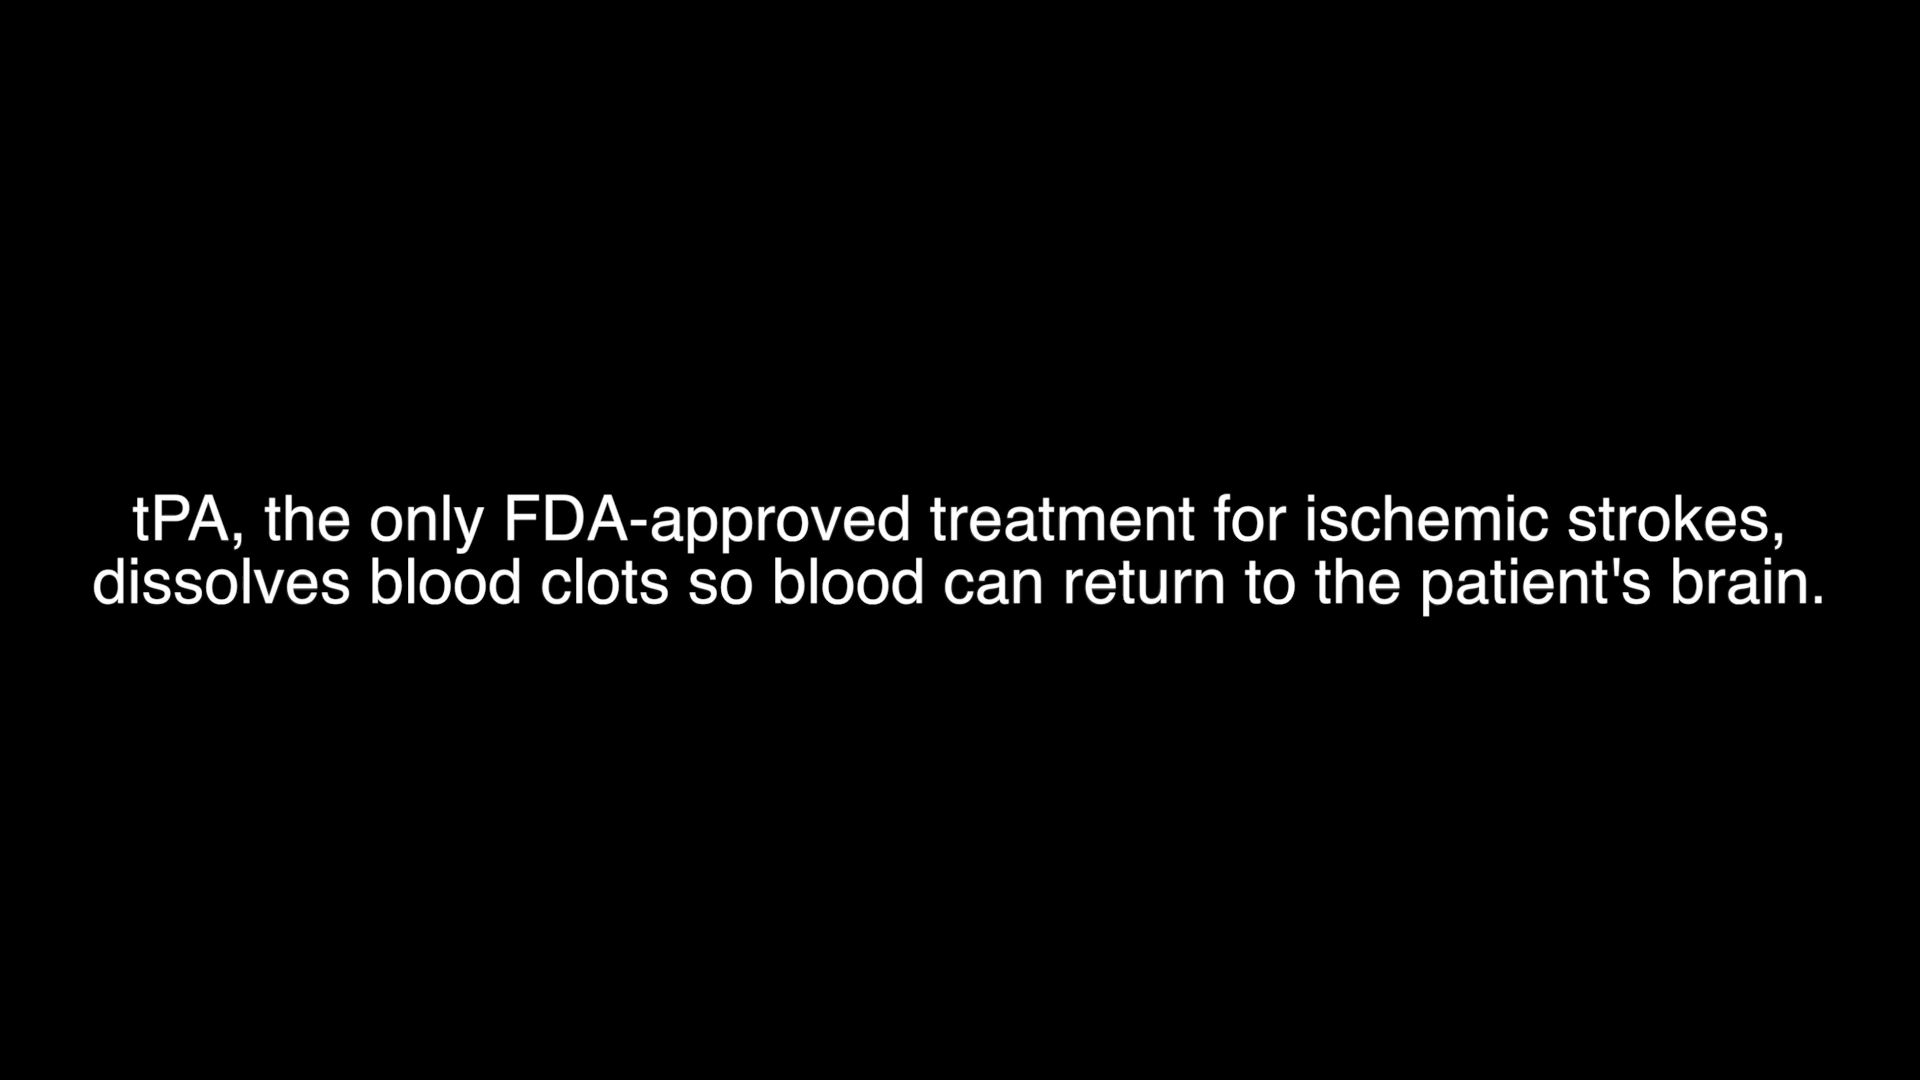 tPA, the only FDA-approved treatment for ischemic strokes,
dissolves blood clots so blood can return to the patient's brain.